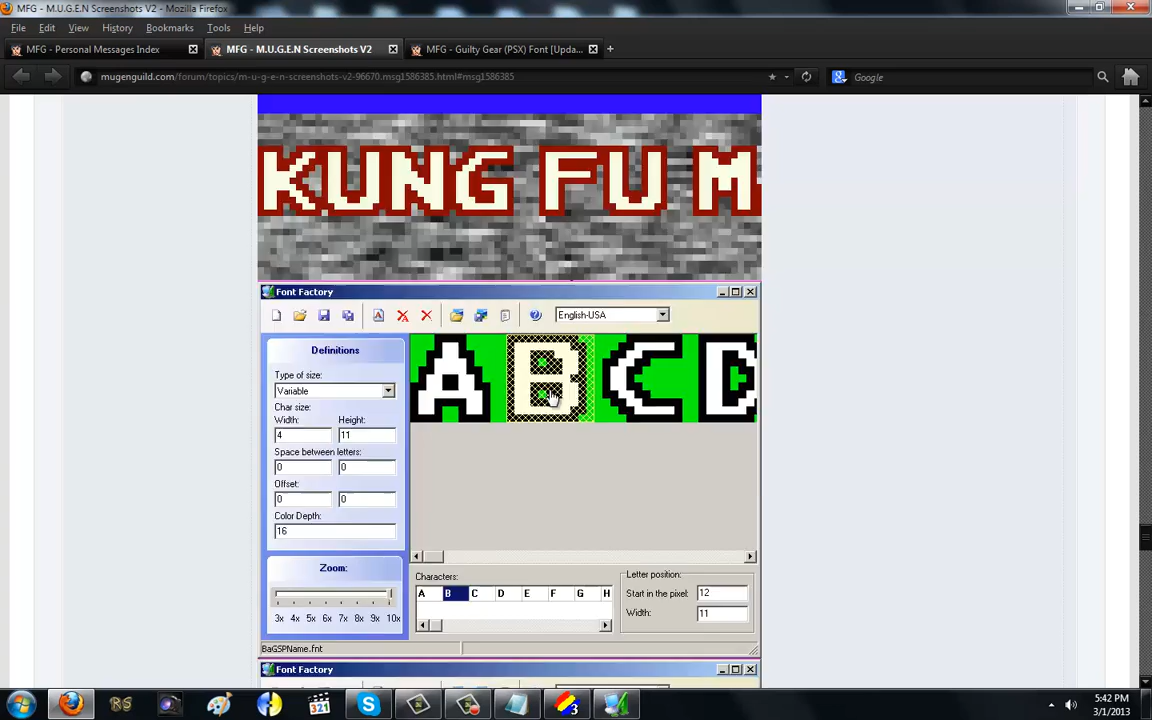 MFG - M.U.G.E.N Screenshots V2 - Mozilla Firefox
File Edit View History Bookmarks Tools Help
MFG - Personal Messages Index
MFG - M.U.G.E.N Screenshots V2
MFG - Guilty Gear (PSX) Font [Upda...
mugenguild.com/forum/topics/m-u-g-e-n-screenshots-v2-96670.msg1586385.html#msg1586385
Google
KUNG FU M
Font Factory
English-USA
Definitions
Type of size:
Variable
Char size:
Width: Height:
4 11
Space between letters:
0 0
Offset:
0 0
Color Depth:
16
A B C D
Zoom:
3x 4x 5x 6x 7x 8x 9x 10x
Characters:
A B C D E F G H
Letter position:
Start in the pixel: 12
Width: 11
BaGSPName.fnt
Font Factory
RS
321
3
5:42 PM
3/1/2013